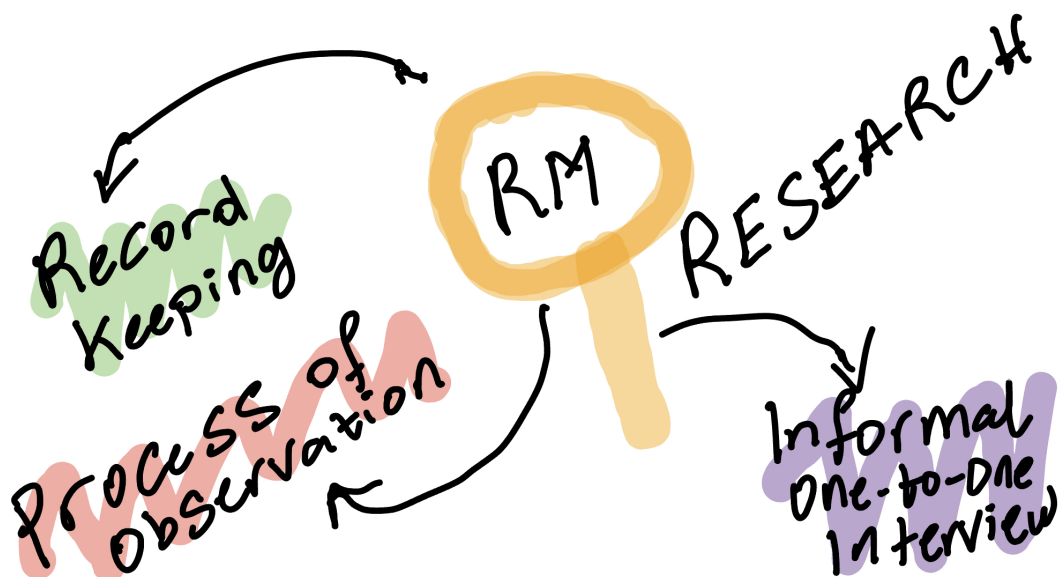 RM
RESEARCH
Record
Keeping
Process of
Observation
Informal
One-to-One
Interview